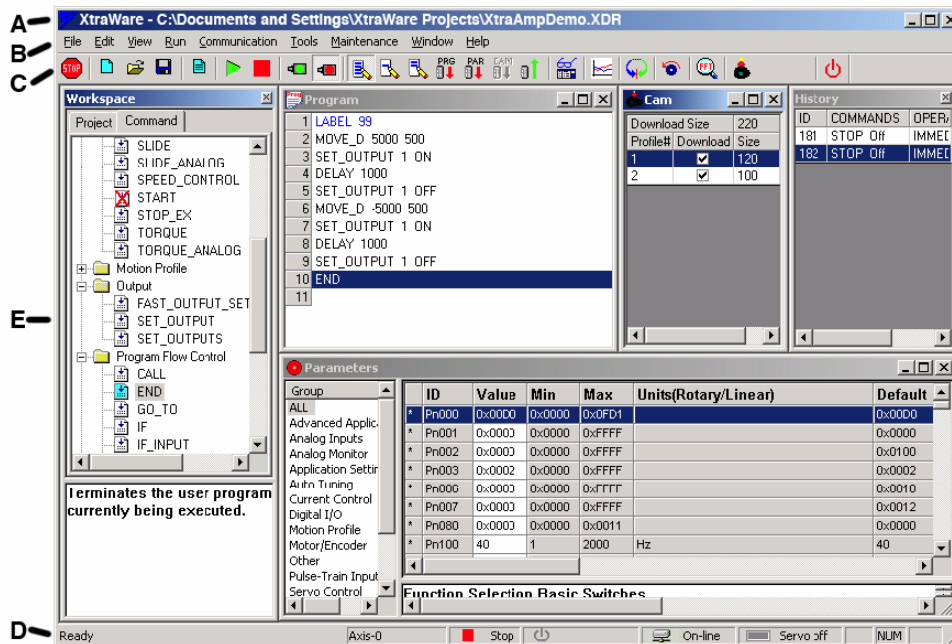 A
XtraWare - C:\Documents and Settings\XtraWare Projects\XtraAmpDemo.XDR
B
File Edit View Run Communication Tools Maintenance Window Help
C
STOP PRG PAR CAM FFT
Workspace
Project Command
SLIDE
SLIDE_ANALOG
SPEED_CONTROL
START
STOP_EX
TORQUE
TORQUE_ANALOG
Motion Profile
Output
FAST_OUTPUT_SET
SET_OUTPUT
SET_OUTPUTS
Program Flow Control
CALL
END
GO_TO
IF
IF_INPUT
E
Terminates the user program
currently being executed.
Program
1 LABEL 99
2 MOVE_D 5000 500
3 SET_OUTPUT 1 ON
4 DELAY 1000
5 SET_OUTPUT 1 OFF
6 MOVE_D -5000 500
7 SET_OUTPUT 1 ON
8 DELAY 1000
9 SET_OUTPUT 1 OFF
10 END
11
Cam
Download Size 220
Profile# Download Size
1 120
2 100
History
ID COMMANDS OPERA
181 STOP Off IMMED
182 STOP Off IMMED
Parameters
Group
ALL
Advanced Applica
Analog Inputs
Analog Monitor
Application Settin
Auto Tuning
Current Control
Digital I/O
Motion Profile
Motor/Encoder
Other
Pulse-Train Input
Servo Control
ID Value Min Max Units(Rotary/Linear) Default
* Pn000 0x00D0 0x0000 0x0FD1 0x00D0
* Pn001 0x0000 0x0000 0xFFFF 0x0000
* Pn002 0x0000 0x0000 0xFFFF 0x0100
* Pn003 0x0002 0x0000 0xFFFF 0x0002
* Pn006 0x0000 0x0000 0xFFFF 0x0010
* Pn007 0x0000 0x0000 0xFFFF 0x0012
* Pn080 0x0000 0x0000 0x0011 0x0000
* Pn100 40 1 2000 Hz 40
Function Selection Basic Switches
D
Ready Axis-0 Stop On-line Servo off NUM